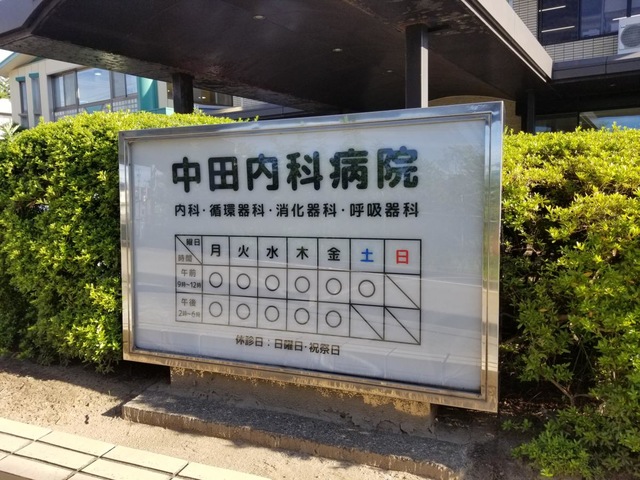 中田内科病院
内科・循環器科・消化器科・呼吸器科
曜日 時間 月 火 水 木 金 土 日
午前 9時~12時 ○ ○ ○ ○ ○ ○
午後 2時~6時 ○ ○ ○ ○ ○
休診日：日曜日・祝祭日